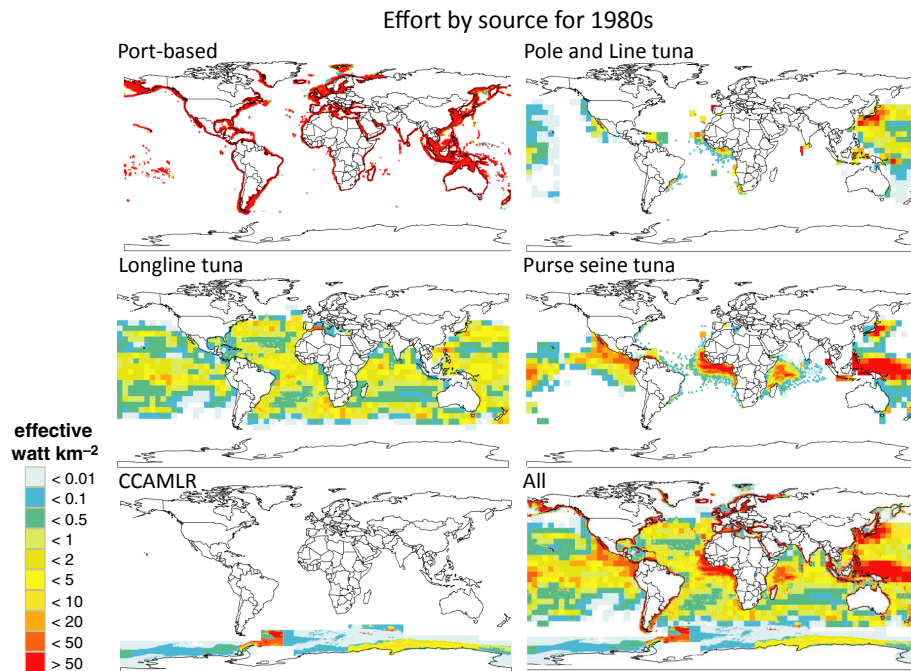 Effort by source for 1980s
Port-based
Pole and Line tuna
Longline tuna
Purse seine tuna
effective
watt km⁻²
< 0.01
< 0.1
< 0.5
< 1
< 2
< 5
< 10
< 20
< 50
> 50
CCAMLR
All